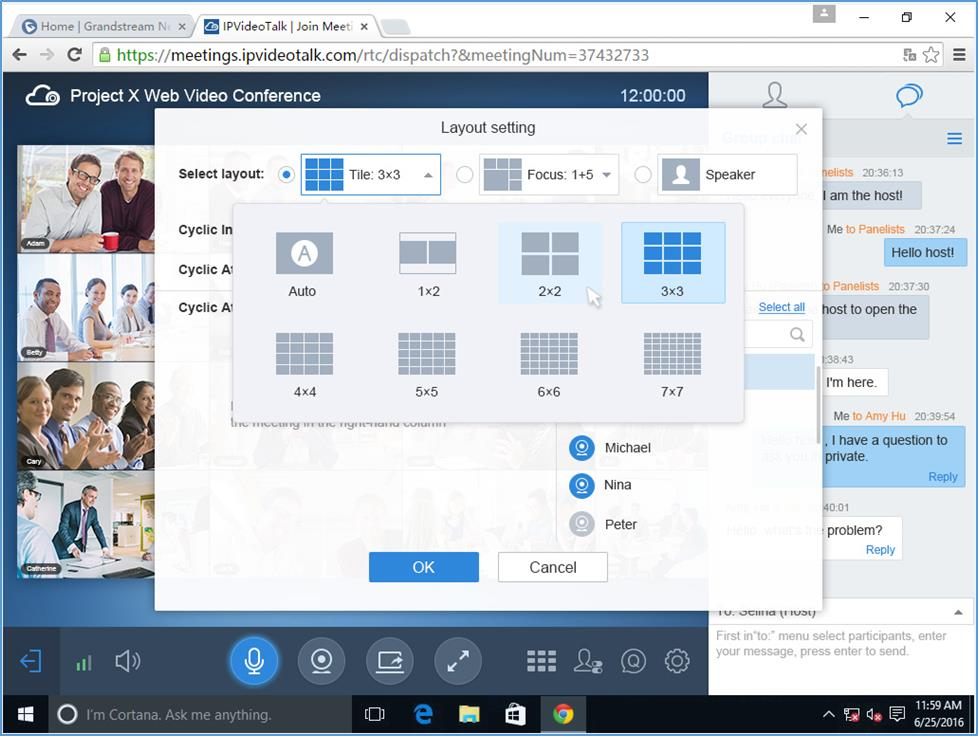 Home | Grandstream N
IPVideoTalk | Join Meeti
https://meetings.ipvideotalk.com/rtc/dispatch?&meetingNum=37432733
Project X Web Video Conference
12:00:00
Layout setting
Group chat
Select layout:
Tile: 3×3
Focus: 1+5
Speaker
Adam
Betty
Cary
Catherine
Cyclic In
Cyclic At
Cyclic At
Auto
1×2
2×2
3×3
4×4
5×5
6×6
7×7
Select all
the meeting in the right-hand column
Michael
Nina
Peter
OK
Cancel
nelists 20:36:13
I am the host!
Me to Panelists 20:37:24
Hello host!
to Panelists 20:37:30
host to open the
:38:43
I'm here.
Me to Amy Hu 20:39:54
Hello host, I have a question to
ask you in private.
Reply
:40:01
Hello, what's the problem?
Reply
To: Selina (Host)
First in“to:” menu select participants, enter
your message, press enter to send.
I'm Cortana. Ask me anything.
11:59 AM
6/25/2016